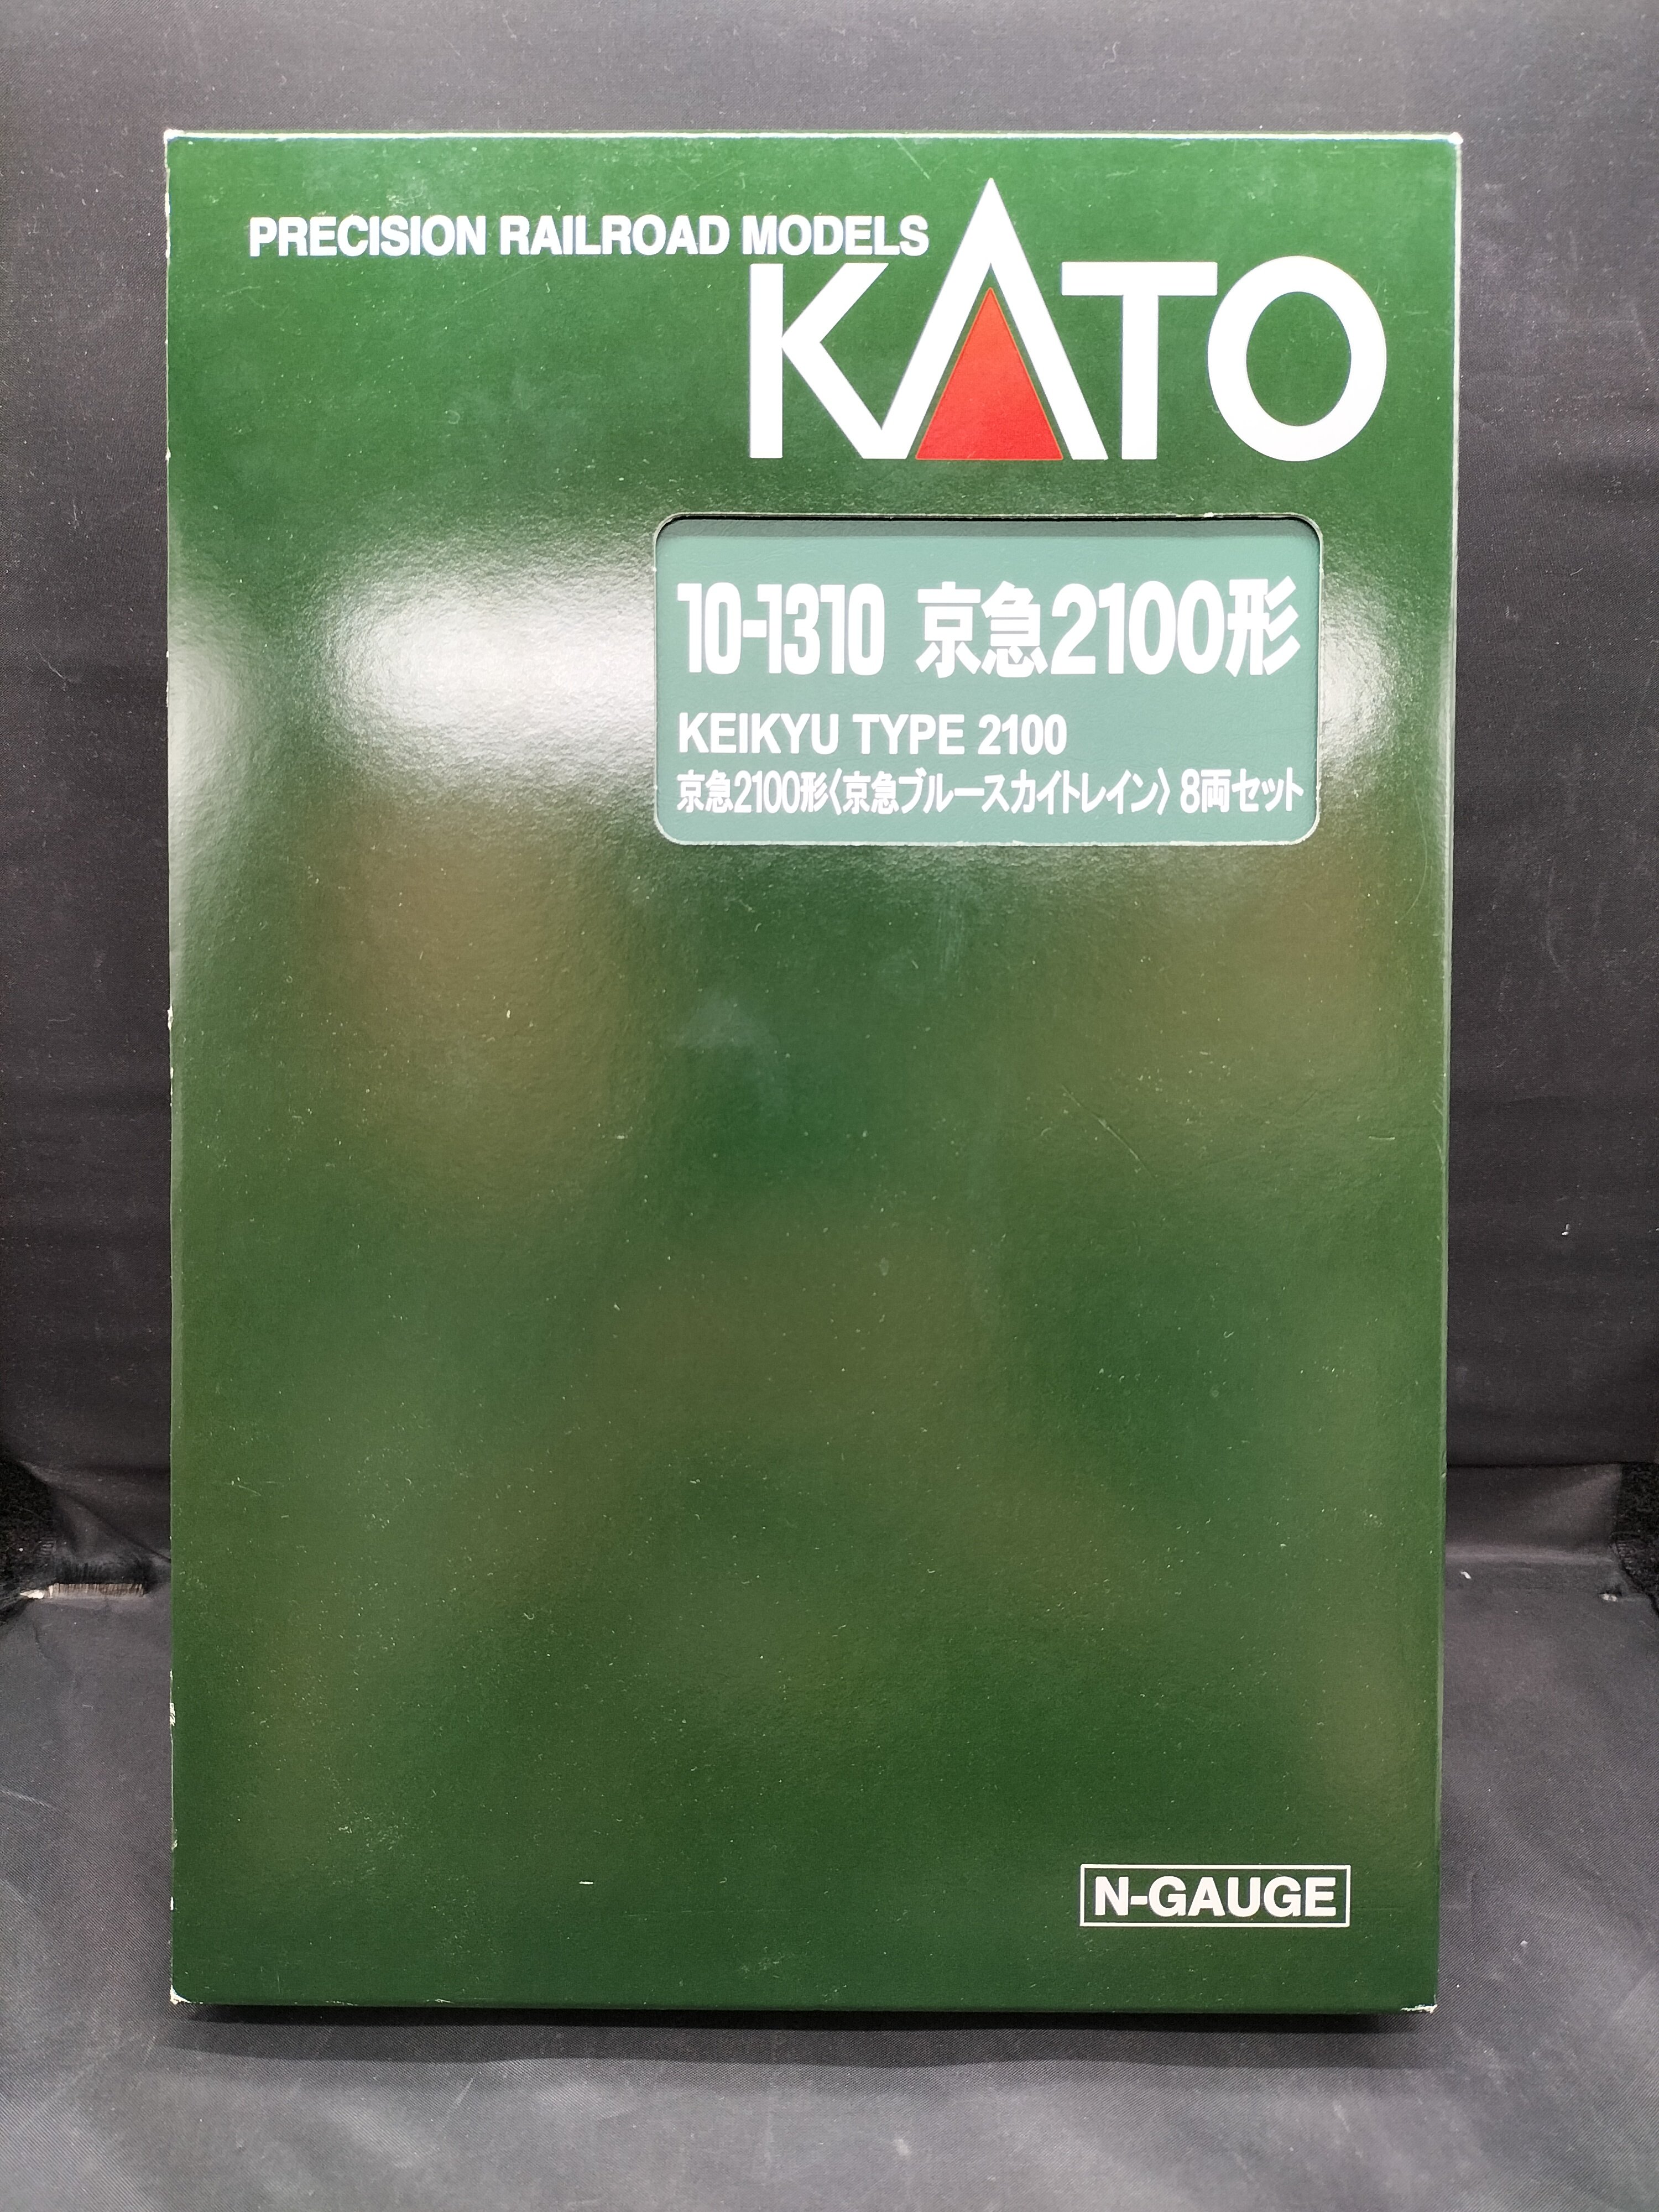 PRECISION RAILROAD MODELS
KATO
10-1310 京急2100形
KEIKYU TYPE 2100
京急2100形〈京急ブルースカイトレイン〉 8両セット
N-GAUGE